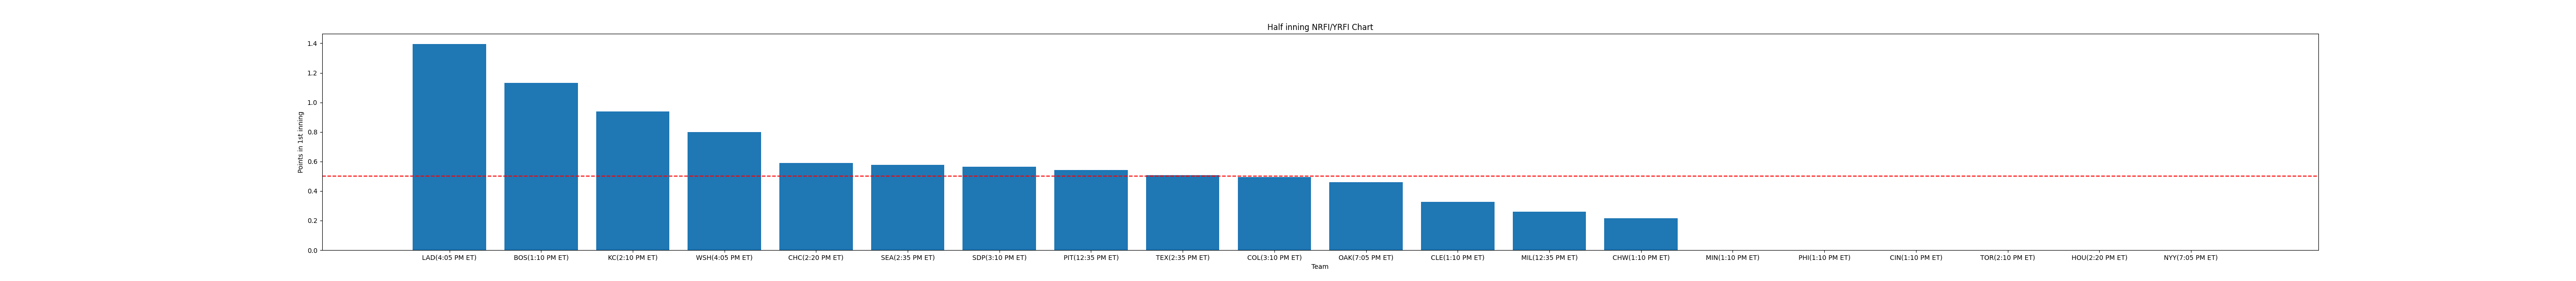 Half inning NRFI/YRFI Chart
Points in 1st inning
1.4
1.2
1.0
0.8
0.6
0.4
0.2
0.0
LAD(4:05 PM ET) BOS(1:10 PM ET) KC(2:10 PM ET) WSH(4:05 PM ET) CHC(2:20 PM ET) SEA(2:35 PM ET) SDP(3:10 PM ET) PIT(12:35 PM ET) TEX(2:35 PM ET) COL(3:10 PM ET) OAK(7:05 PM ET) CLE(1:10 PM ET) MIL(12:35 PM ET) CHW(1:10 PM ET) MIN(1:10 PM ET) PHI(1:10 PM ET) CIN(1:10 PM ET) TOR(2:10 PM ET) HOU(2:20 PM ET) NYY(7:05 PM ET)
Team